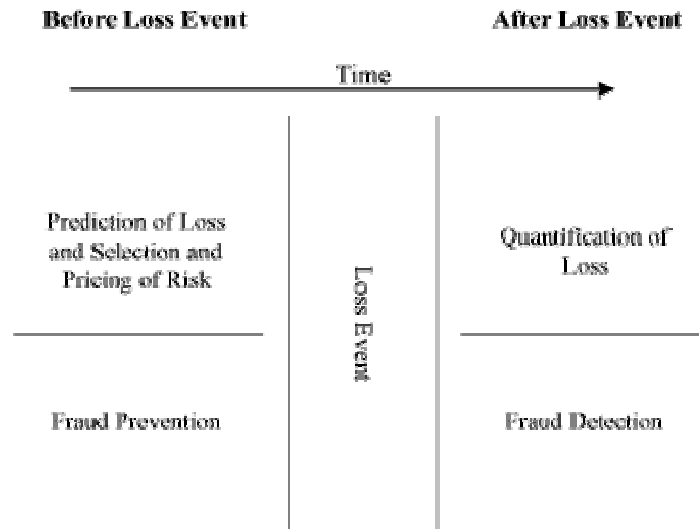 Before Loss Event
After Loss Event
Time
Prediction of Loss
and Selection and
Pricing of Risk
Loss Event
Quantification of
Loss
Fraud Prevention
Fraud Detection